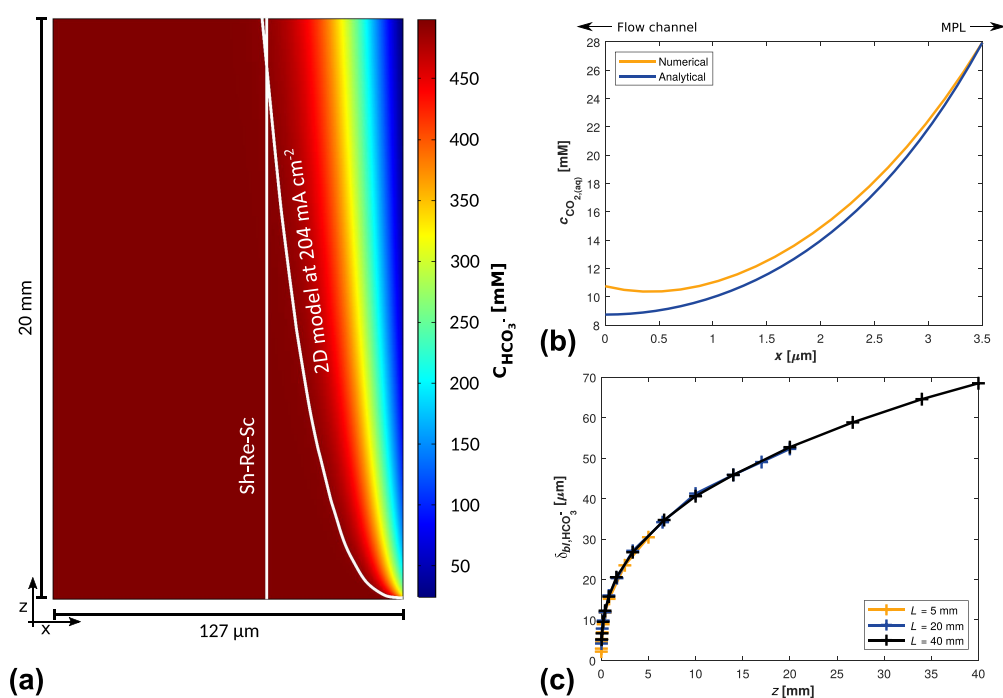 20 mm
z
x
127 µm
(a)
Sh-Re-Sc
2D model at 204 mA cm-2
450
400
350
300
250
200
150
100
50
CHCO3- [mM]
Flow channel
MPL
28
26
24
22
20
18
16
14
12
10
8
cCO2,(aq) [mM]
Numerical
Analytical
0
0.5
1
1.5
2
2.5
3
3.5
x [µm]
(b)
70
60
50
40
30
20
10
0
δbl,HCO3- [µm]
L = 5 mm
L = 20 mm
L = 40 mm
0
5
10
15
20
25
30
35
40
z [mm]
(c)